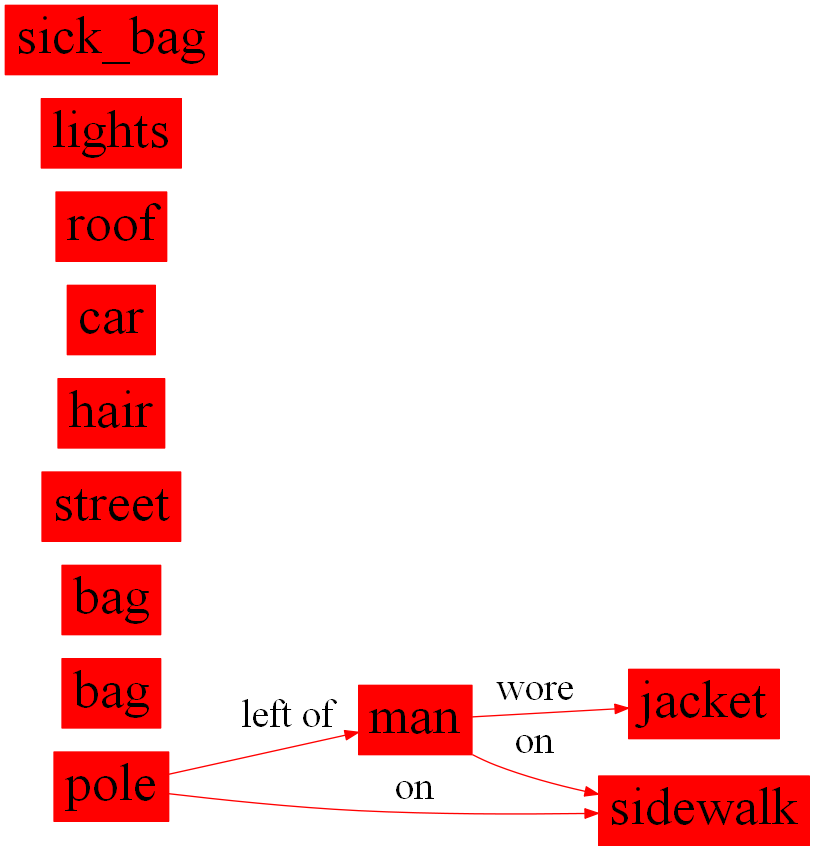 sick_bag
lights
roof
car
hair
street
bag
bag
pole
left of
man
wore
jacket
on
on
sidewalk